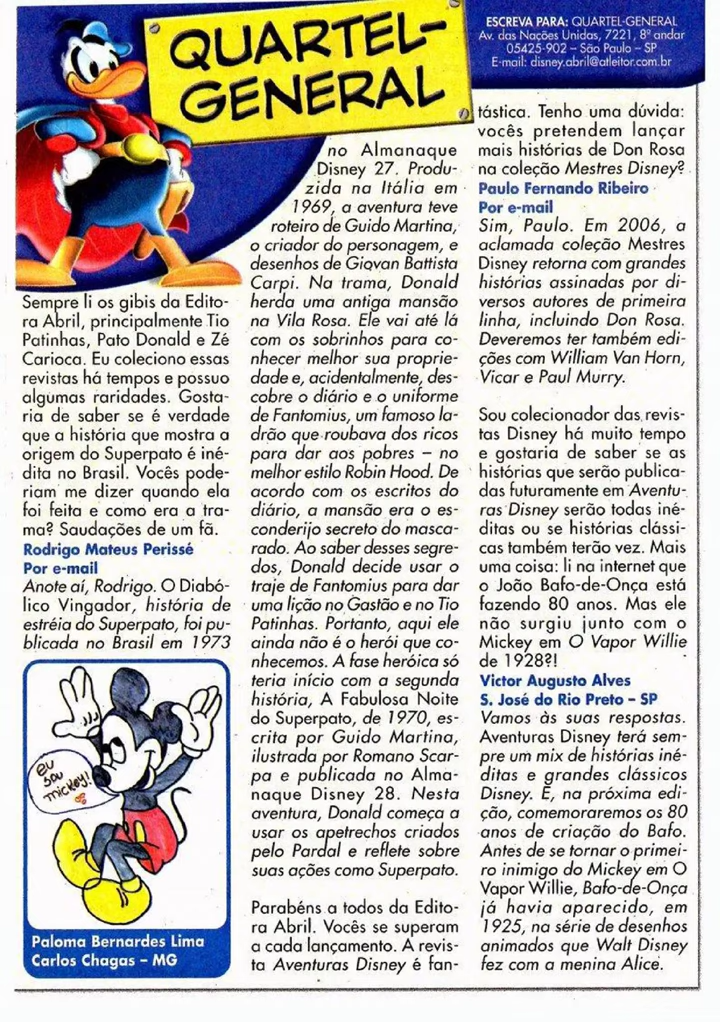 QUARTEL-
GENERAL
ESCREVA PARA: QUARTEL-GENERAL
Av. das Nações Unidas, 7221, 8º andar
05425-902 – São Paulo – SP
E-mail: disney.abril@atleitor.com.br
Sempre li os gibis da Edito-
ra Abril, principalmente Tio
Patinhas, Pato Donald e Zé
Carioca. Eu coleciono essas
revistas há tempos e possuo
algumas raridades. Gosta-
ria de saber se é verdade
que a história que mostra a
origem do Superpato é iné-
dita no Brasil. Vocês pode-
riam me dizer quando ela
foi feita e como era a tra-
ma? Saudações de um fã.
Rodrigo Mateus Perissé
Por e-mail
Anote aí, Rodrigo. O Diabó-
lico Vingador, história de
estréia do Superpato, foi pu-
blicada no Brasil em 1973
eu
sou
mickey!
Paloma Bernardes Lima
Carlos Chagas – MG
no Almanaque
Disney 27. Produ-
zida na Itália em
1969, a aventura teve
roteiro de Guido Martina,
o criador do personagem, e
desenhos de Giovan Battista
Carpi. Na trama, Donald
herda uma antiga mansão
na Vila Rosa. Ele vai até lá
com os sobrinhos para co-
nhecer melhor sua proprie-
dade e, acidentalmente, des-
cobre o diário e o uniforme
de Fantomius, um famoso la-
drão que roubava dos ricos
para dar aos pobres – no
melhor estilo Robin Hood. De
acordo com os escritos do
diário, a mansão era o es-
conderijo secreto do masca-
rado. Ao saber desses segre-
dos, Donald decide usar o
traje de Fantomius para dar
uma lição no Gastão e no Tio
Patinhas. Portanto, aqui ele
ainda não é o herói que co-
nhecemos. A fase heróica só
teria início com a segunda
história, A Fabulosa Noite
do Superpato, de 1970, es-
crita por Guido Martina,
ilustrada por Romano Scar-
pa e publicada no Alma-
naque Disney 28. Nesta
aventura, Donald começa a
usar os apetrechos criados
pelo Pardal e reflete sobre
suas ações como Superpato.
Parabéns a todos da Edito-
ra Abril. Vocês se superam
a cada lançamento. A revis-
ta Aventuras Disney é fan-
tástica. Tenho uma dúvida:
vocês pretendem lançar
mais histórias de Don Rosa
na coleção Mestres Disney?
Paulo Fernando Ribeiro
Por e-mail
Sim, Paulo. Em 2006, a
aclamada coleção Mestres
Disney retorna com grandes
histórias assinadas por di-
versos autores de primeira
linha, incluindo Don Rosa.
Deveremos ter também edi-
ções com William Van Horn,
Vicar e Paul Murry.
Sou colecionador das revis-
tas Disney há muito tempo
e gostaria de saber se as
histórias que serão publica-
das futuramente em Aventu-
ras Disney serão todas iné-
ditas ou se histórias clássi-
cas também terão vez. Mais
uma coisa: li na internet que
o João Bafo-de-Onça está
fazendo 80 anos. Mas ele
não surgiu junto com o
Mickey em O Vapor Willie
de 1928?!
Victor Augusto Alves
S. José do Rio Preto – SP
Vamos às suas respostas.
Aventuras Disney terá sem-
pre um mix de histórias iné-
ditas e grandes clássicos
Disney. E, na próxima edi-
ção, comemoraremos os 80
anos de criação do Bafo.
Antes de se tornar o primei-
ro inimigo do Mickey em O
Vapor Willie, Bafo-de-Onça
já havia aparecido, em
1925, na série de desenhos
animados que Walt Disney
fez com a menina Alice.